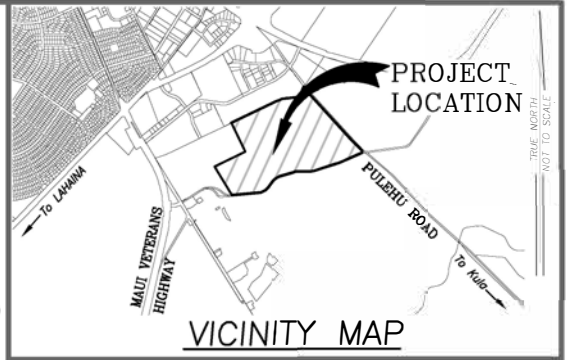 PROJECT
LOCATION
TRUE NORTH
NOT TO SCALE
To LAHAINA
MAUI VETERANS
HIGHWAY
PULEHU ROAD
To Kula
VICINITY MAP